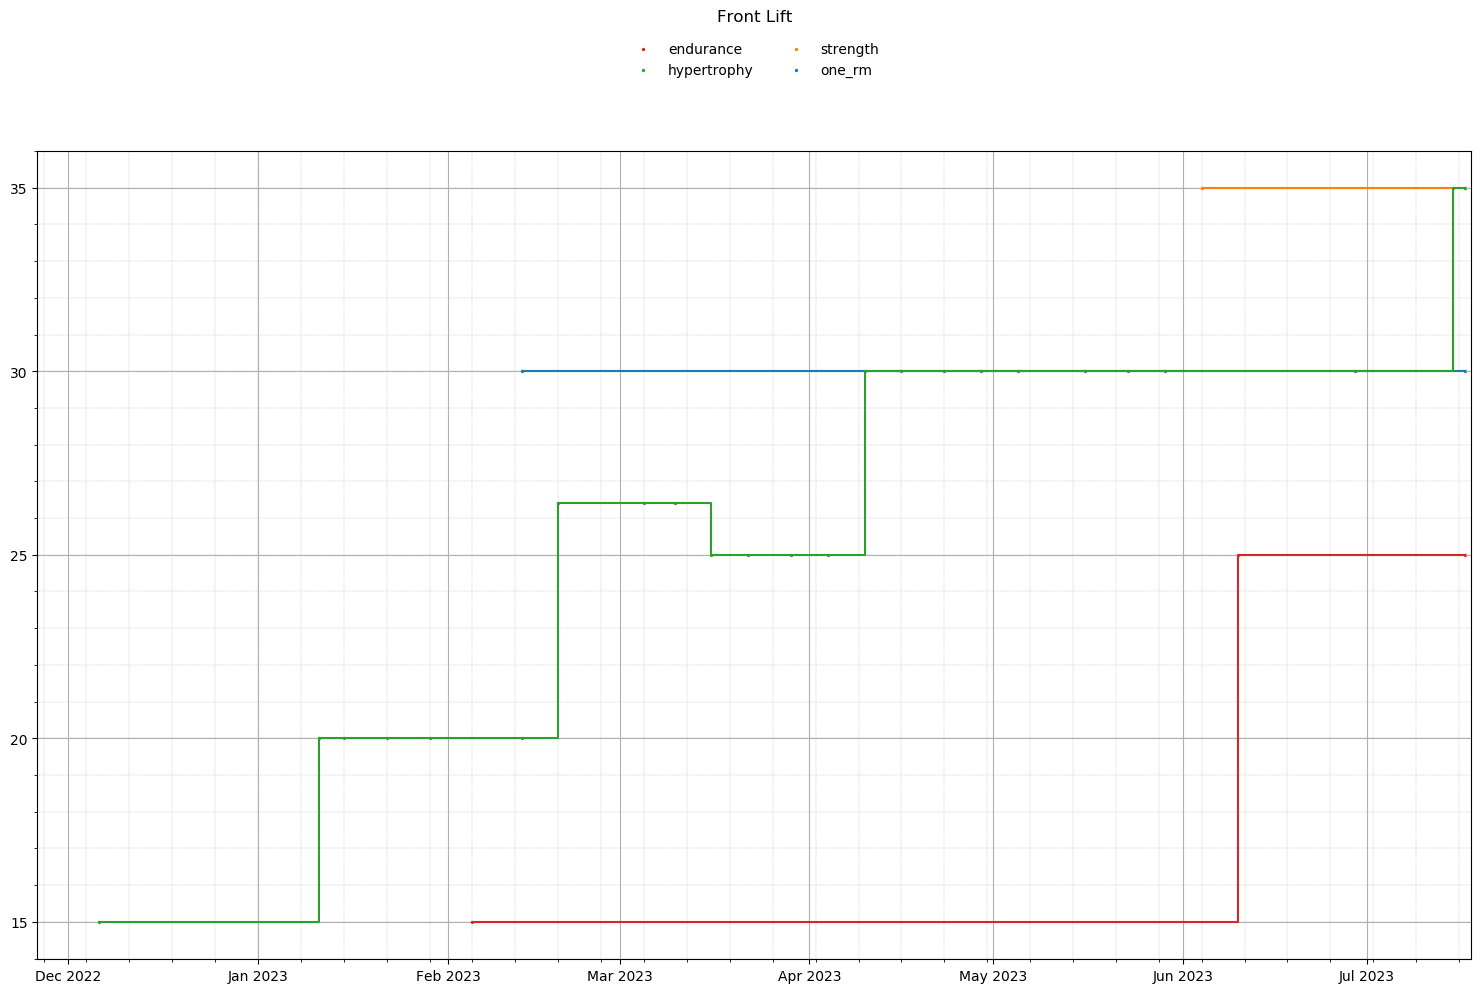 Front Lift
endurance strength
hypertrophy one_rm
35
30
25
20
15
Dec 2022 Jan 2023 Feb 2023 Mar 2023 Apr 2023 May 2023 Jun 2023 Jul 2023